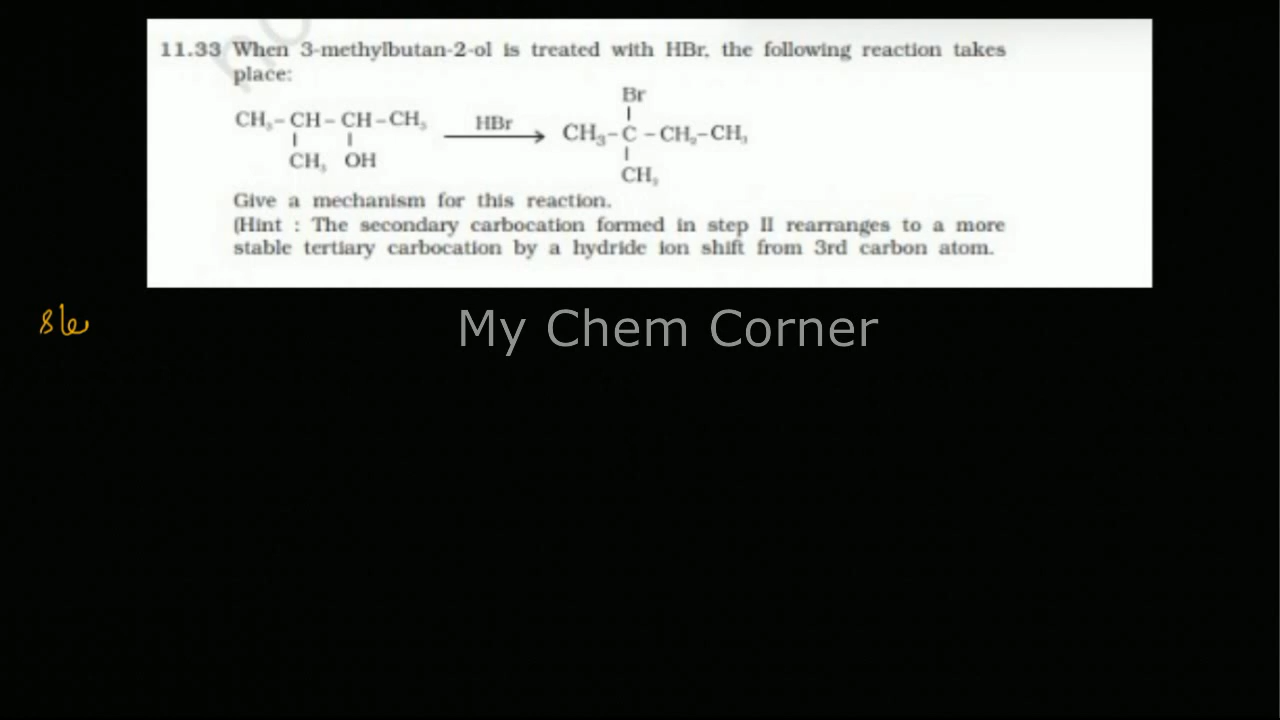 11.33 When 3-methylbutan-2-ol is treated with HBr, the following reaction takes
place:
Br
CH₃-CH-CH-CH₃ HBr CH₃-C-CH₂-CH₃
CH₃ OH CH₃
Give a mechanism for this reaction.
(Hint : The secondary carbocation formed in step II rearranges to a more
stable tertiary carbocation by a hydride ion shift from 3rd carbon atom.
My Chem Corner